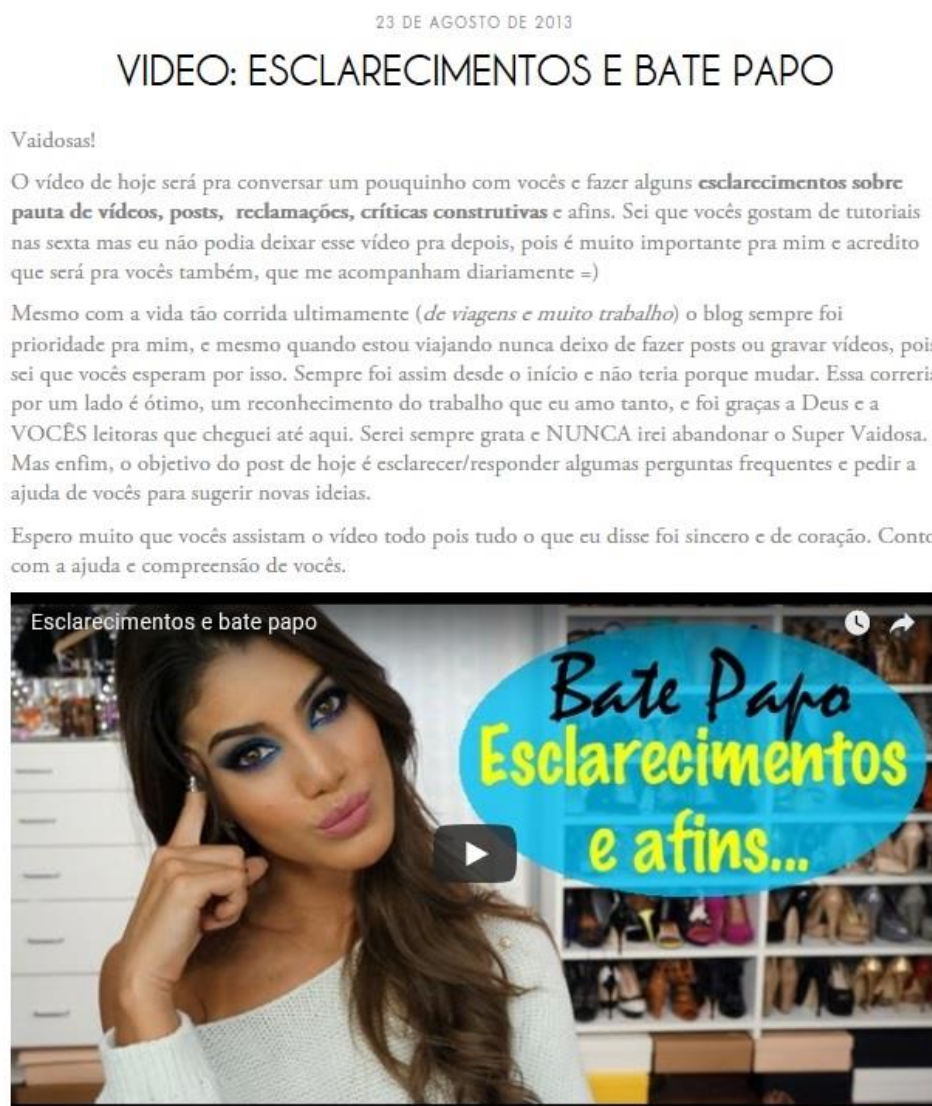 23 DE AGOSTO DE 2013
VIDEO: ESCLARECIMENTOS E BATE PAPO
Vaidosas!
O vídeo de hoje será pra conversar um pouquinho com vocês e fazer alguns esclarecimentos sobre
pauta de vídeos, posts, reclamações, críticas construtivas e afins. Sei que vocês gostam de tutoriais
nas sexta mas eu não podia deixar esse vídeo pra depois, pois é muito importante pra mim e acredito
que será pra vocês também, que me acompanham diariamente =)
Mesmo com a vida tão corrida ultimamente (de viagens e muito trabalho) o blog sempre foi
prioridade pra mim, e mesmo quando estou viajando nunca deixo de fazer posts ou gravar vídeos, pois
sei que vocês esperam por isso. Sempre foi assim desde o início e não teria porque mudar. Essa correria
por um lado é ótimo, um reconhecimento do trabalho que eu amo tanto, e foi graças a Deus e a
VOCÊS leitoras que cheguei até aqui. Serei sempre grata e NUNCA irei abandonar o Super Vaidosa.
Mas enfim, o objetivo do post de hoje é esclarecer/responder algumas perguntas frequentes e pedir a
ajuda de vocês para sugerir novas ideias.
Espero muito que vocês assistam o vídeo todo pois tudo o que eu disse foi sincero e de coração. Conto
com a ajuda e compreensão de vocês.
Esclarecimentos e bate papo
Bate Papo
Esclarecimentos
e afins...